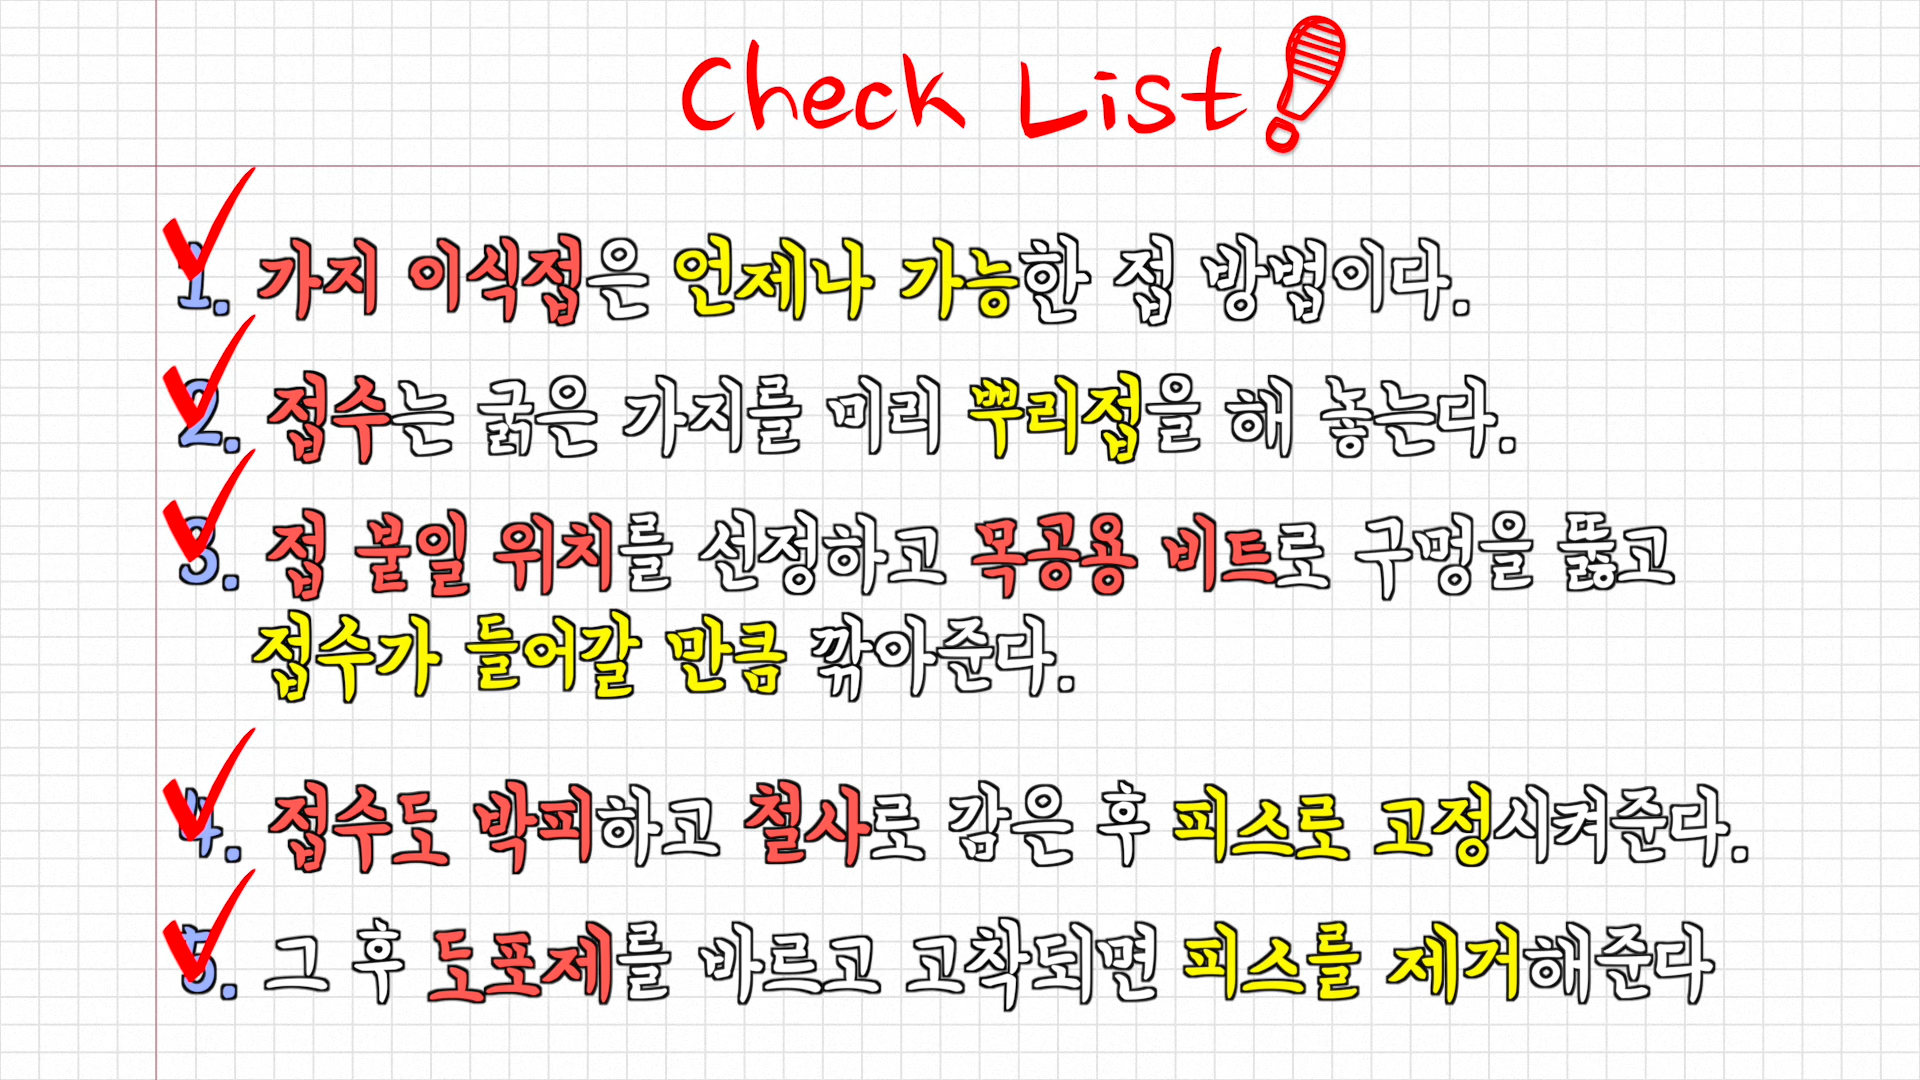 Check List!
1. 가지 이식접은 언제나 가능한 접 방법이다.
2. 접수는 굵은 가지를 미리 뿌리접을 해 놓는다.
3. 접 붙일 위치를 선정하고 목공용 비트로 구멍을 뚫고
접수가 들어갈 만큼 깎아준다.
4. 접수도 박피하고 철사로 감은 후 피스로 고정시켜준다.
5. 그 후 도포제를 바르고 고착되면 피스를 제거해준다